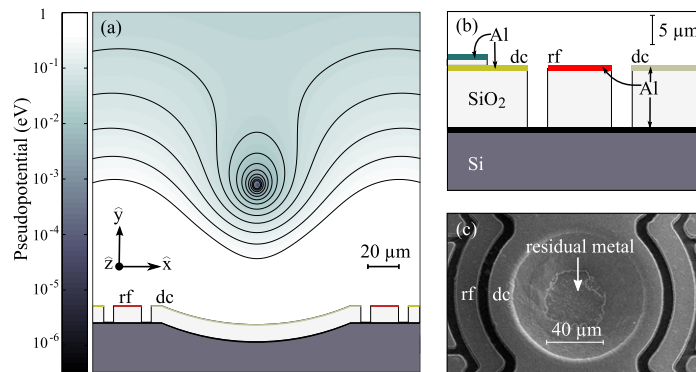 Pseudopotential (eV)
1
10⁻¹
10⁻²
10⁻³
10⁻⁴
10⁻⁵
10⁻⁶
(a)
ŷ
ẑ
x̂
20 µm
rf
dc
(b)
5 µm
Al
dc
rf
dc
Al
SiO₂
Si
(c)
residual metal
rf
dc
40 µm